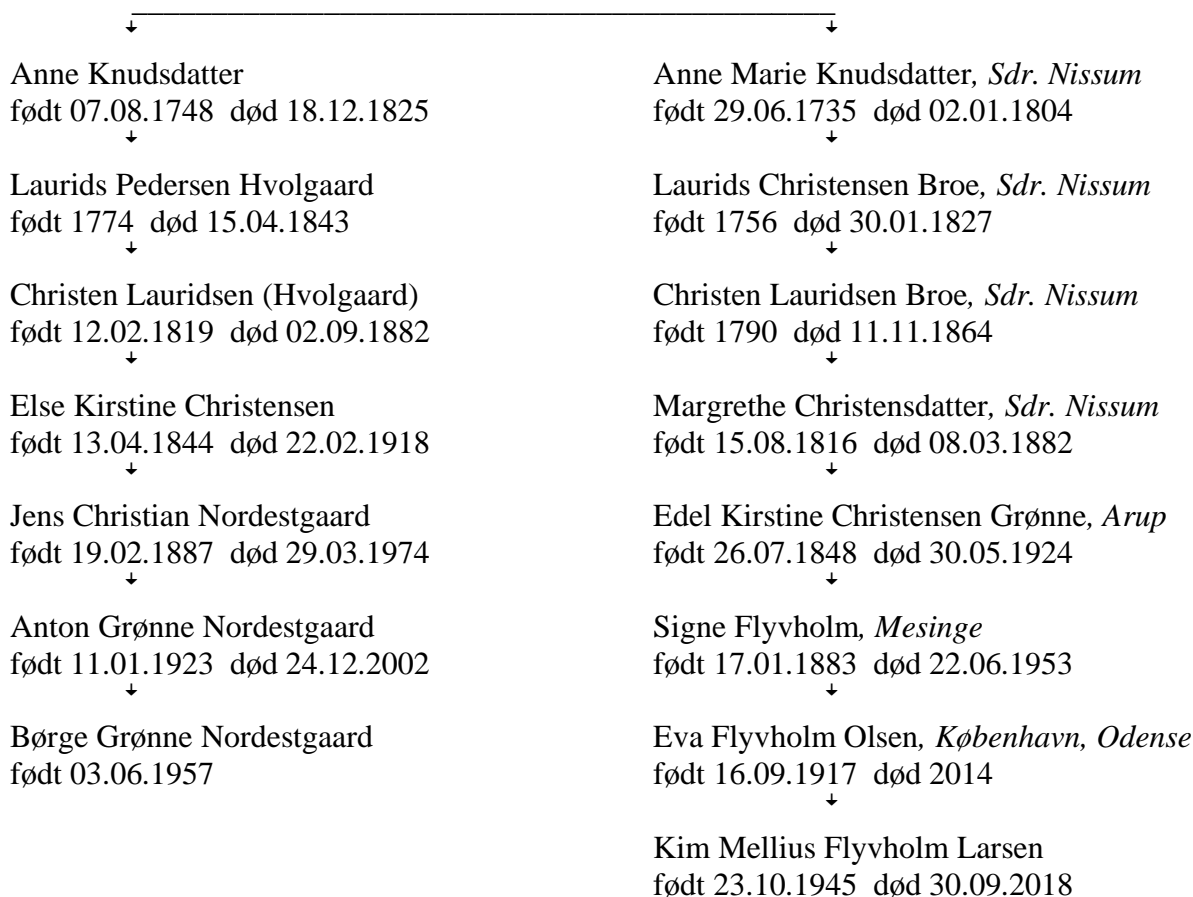 Anne Knudsdatter
født 07.08.1748 død 18.12.1825
Laurids Pedersen Hvolgaard
født 1774 død 15.04.1843
Christen Lauridsen (Hvolgaard)
født 12.02.1819 død 02.09.1882
Else Kirstine Christensen
født 13.04.1844 død 22.02.1918
Jens Christian Nordestgaard
født 19.02.1887 død 29.03.1974
Anton Grønne Nordestgaard
født 11.01.1923 død 24.12.2002
Børge Grønne Nordestgaard
født 03.06.1957
Anne Marie Knudsdatter, Sdr. Nissum
født 29.06.1735 død 02.01.1804
Laurids Christensen Broe, Sdr. Nissum
født 1756 død 30.01.1827
Christen Lauridsen Broe, Sdr. Nissum
født 1790 død 11.11.1864
Margrethe Christensdatter, Sdr. Nissum
født 15.08.1816 død 08.03.1882
Edel Kirstine Christensen Grønne, Arup
født 26.07.1848 død 30.05.1924
Signe Flyvholm, Mesinge
født 17.01.1883 død 22.06.1953
Eva Flyvholm Olsen, København, Odense
født 16.09.1917 død 2014
Kim Mellius Flyvholm Larsen
født 23.10.1945 død 30.09.2018